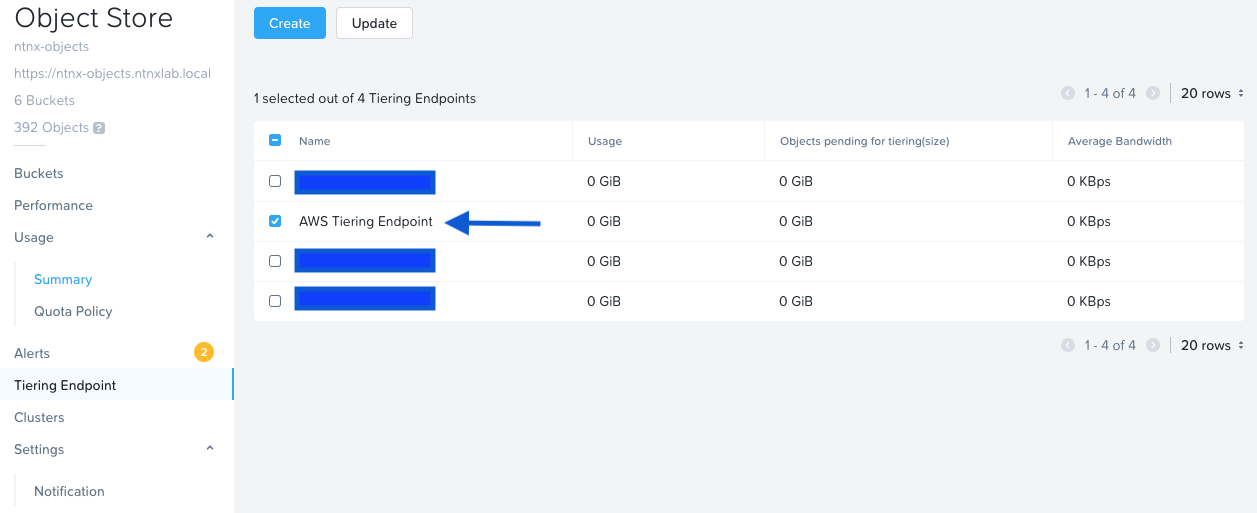 Object Store
ntnx-objects
https://ntnx-objects.ntnxlab.local
6 Buckets
392 Objects ?
Buckets
Performance
Usage
Summary
Quota Policy
Alerts 2
Tiering Endpoint
Clusters
Settings
Notification
Create Update
1 selected out of 4 Tiering Endpoints
1 - 4 of 4 20 rows
Name Usage Objects pending for tiering(size) Average Bandwidth
0 GiB 0 GiB 0 KBps
AWS Tiering Endpoint 0 GiB 0 GiB 0 KBps
0 GiB 0 GiB 0 KBps
0 GiB 0 GiB 0 KBps
1 - 4 of 4 20 rows